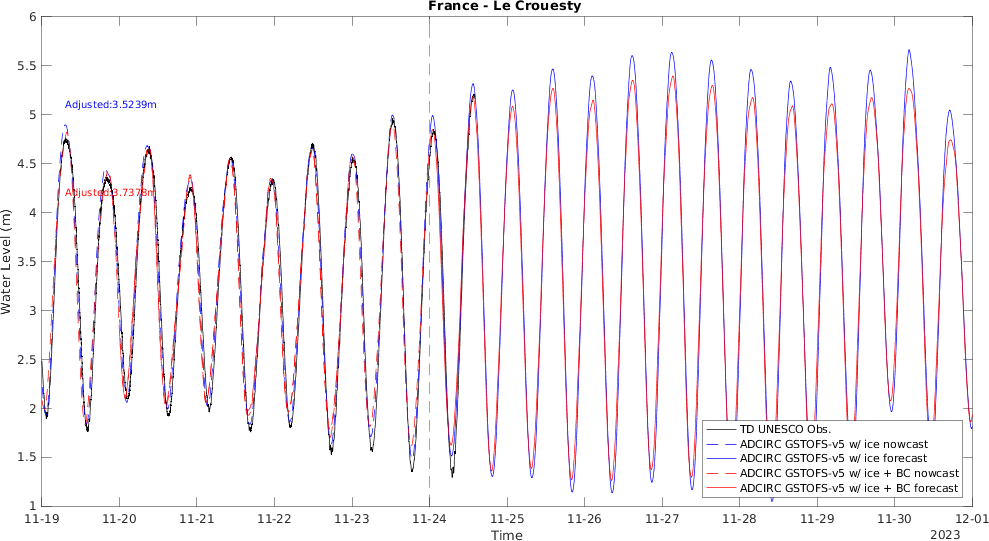 France - Le Crouesty
6
5.5
5
4.5
4
3.5
3
2.5
2
1.5
1
Water Level (m)
Adjusted:3.5239m
Adjusted:3.7378m
TD UNESCO Obs.
ADCIRC GSTOFS-v5 w/ ice nowcast
ADCIRC GSTOFS-v5 w/ ice forecast
ADCIRC GSTOFS-v5 w/ ice + BC nowcast
ADCIRC GSTOFS-v5 w/ ice + BC forecast
11-19 11-20 11-21 11-22 11-23 11-24 11-25 11-26 11-27 11-28 11-29 11-30 12-01
Time
2023